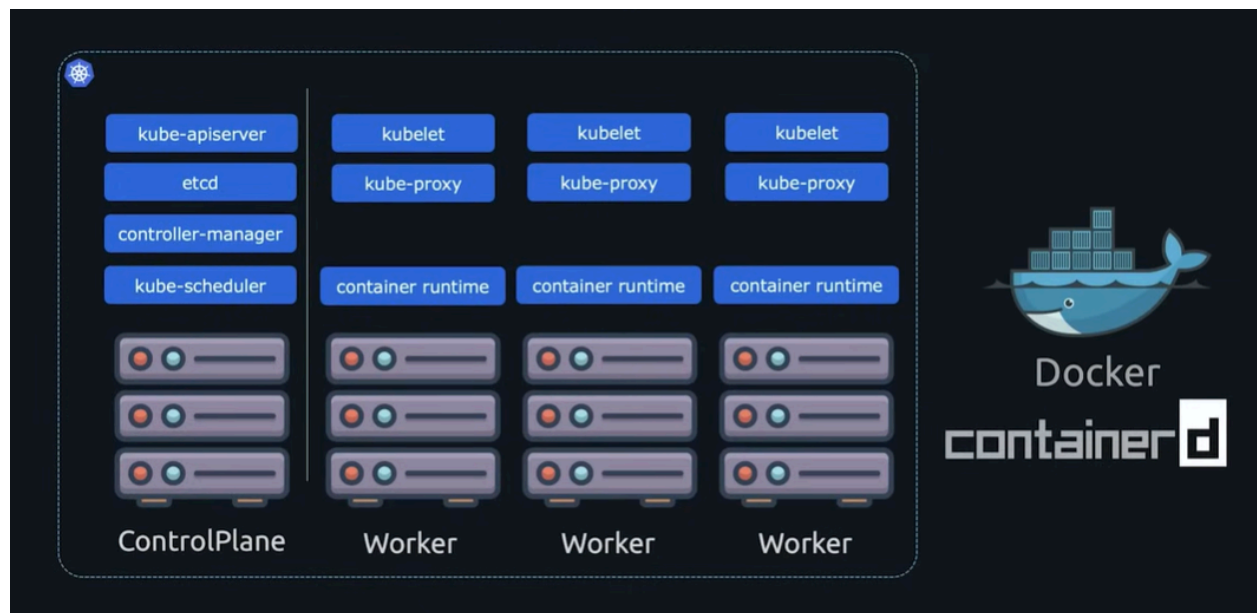 kube-apiserver
etcd
controller-manager
kube-scheduler
ControlPlane
kubelet
kube-proxy
container runtime
Worker
kubelet
kube-proxy
container runtime
Worker
kubelet
kube-proxy
container runtime
Worker
Docker
containerd